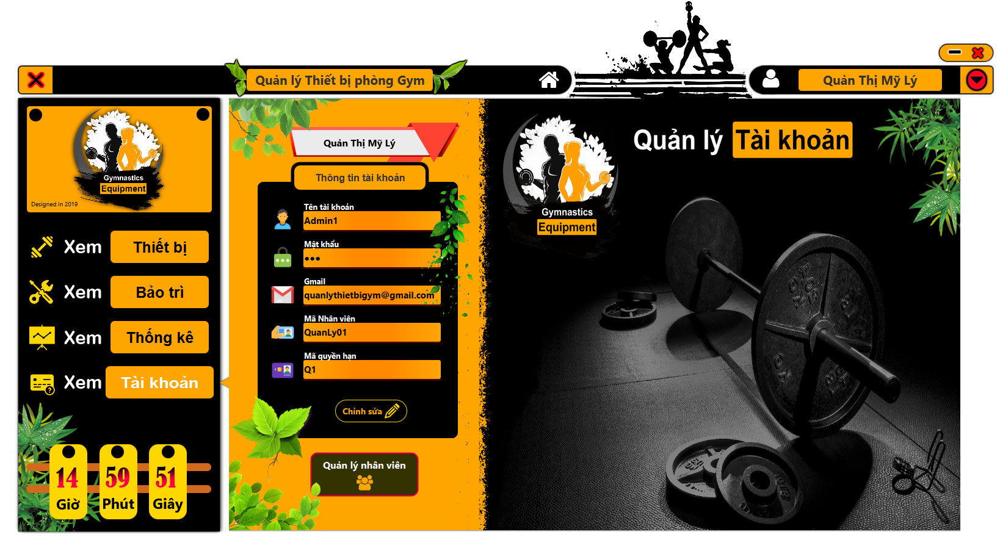 Quản lý Thiết bị phòng Gym
Quản Thị Mỹ Lý
Gymnastics
Equipment
Designed in 2019
Xem Thiết bị
Xem Bảo trì
Xem Thống kê
Xem Tài khoản
14 59 51
Giờ Phút Giây
Quản Thị Mỹ Lý
Thông tin tài khoản
Tên tài khoản
Admin1
Mật khẩu
•••
Gmail
quanlythietbigym@gmail.com
Mã Nhân viên
QuanLy01
Mã quyền hạn
Q1
Chỉnh sửa
Quản lý nhân viên
Quản lý Tài khoản
Gymnastics
Equipment